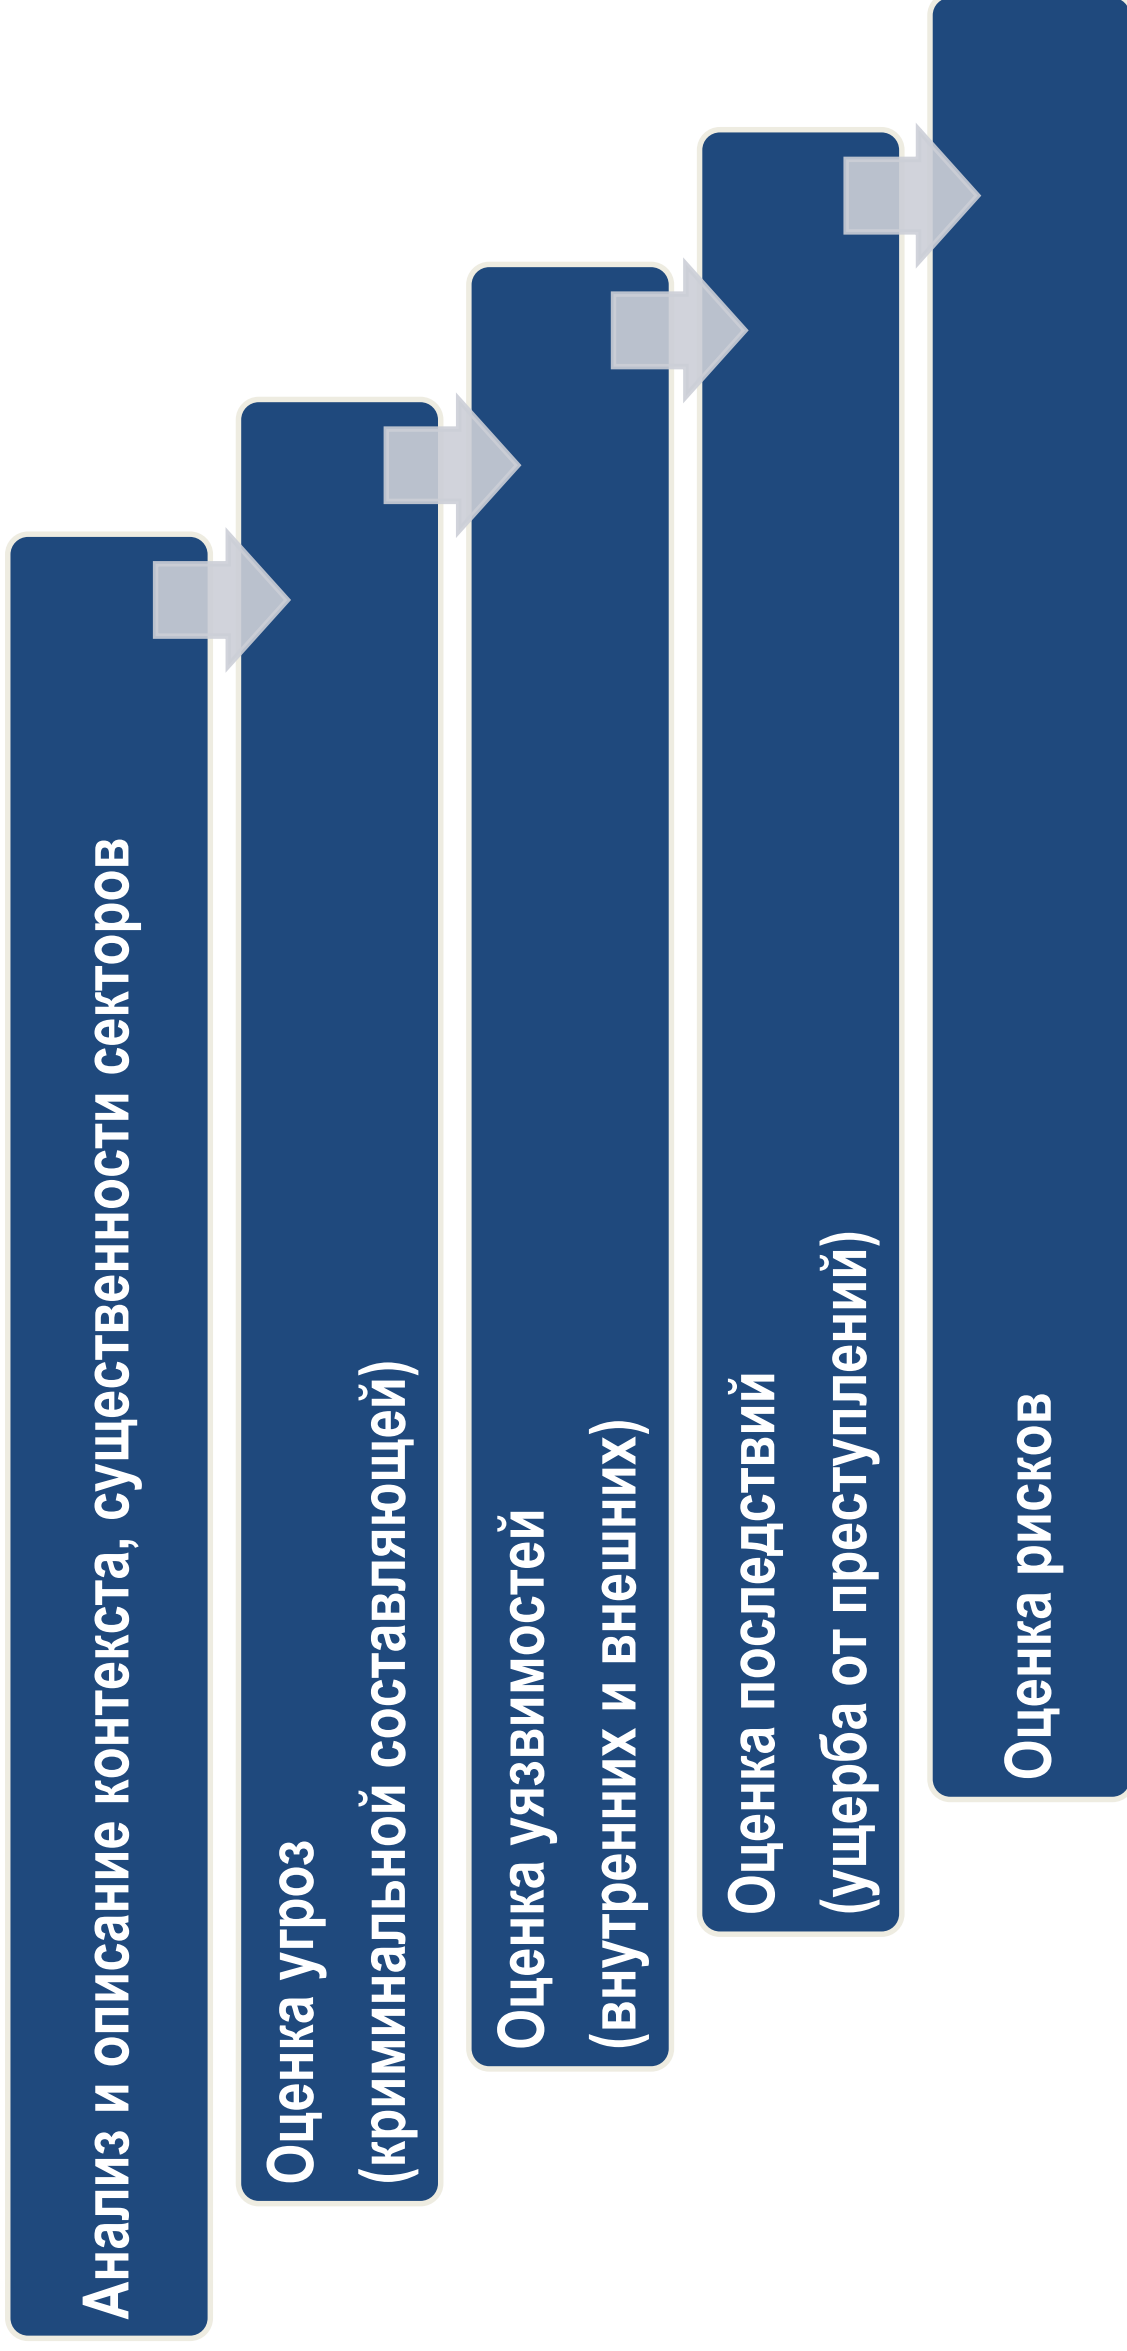 Анализ и описание контекста, существенности секторов
Оценка угроз
(криминальной составляющей)
Оценка уязвимостей
(внутренних и внешних)
Оценка последствий
(ущерба от преступлений)
Оценка рисков